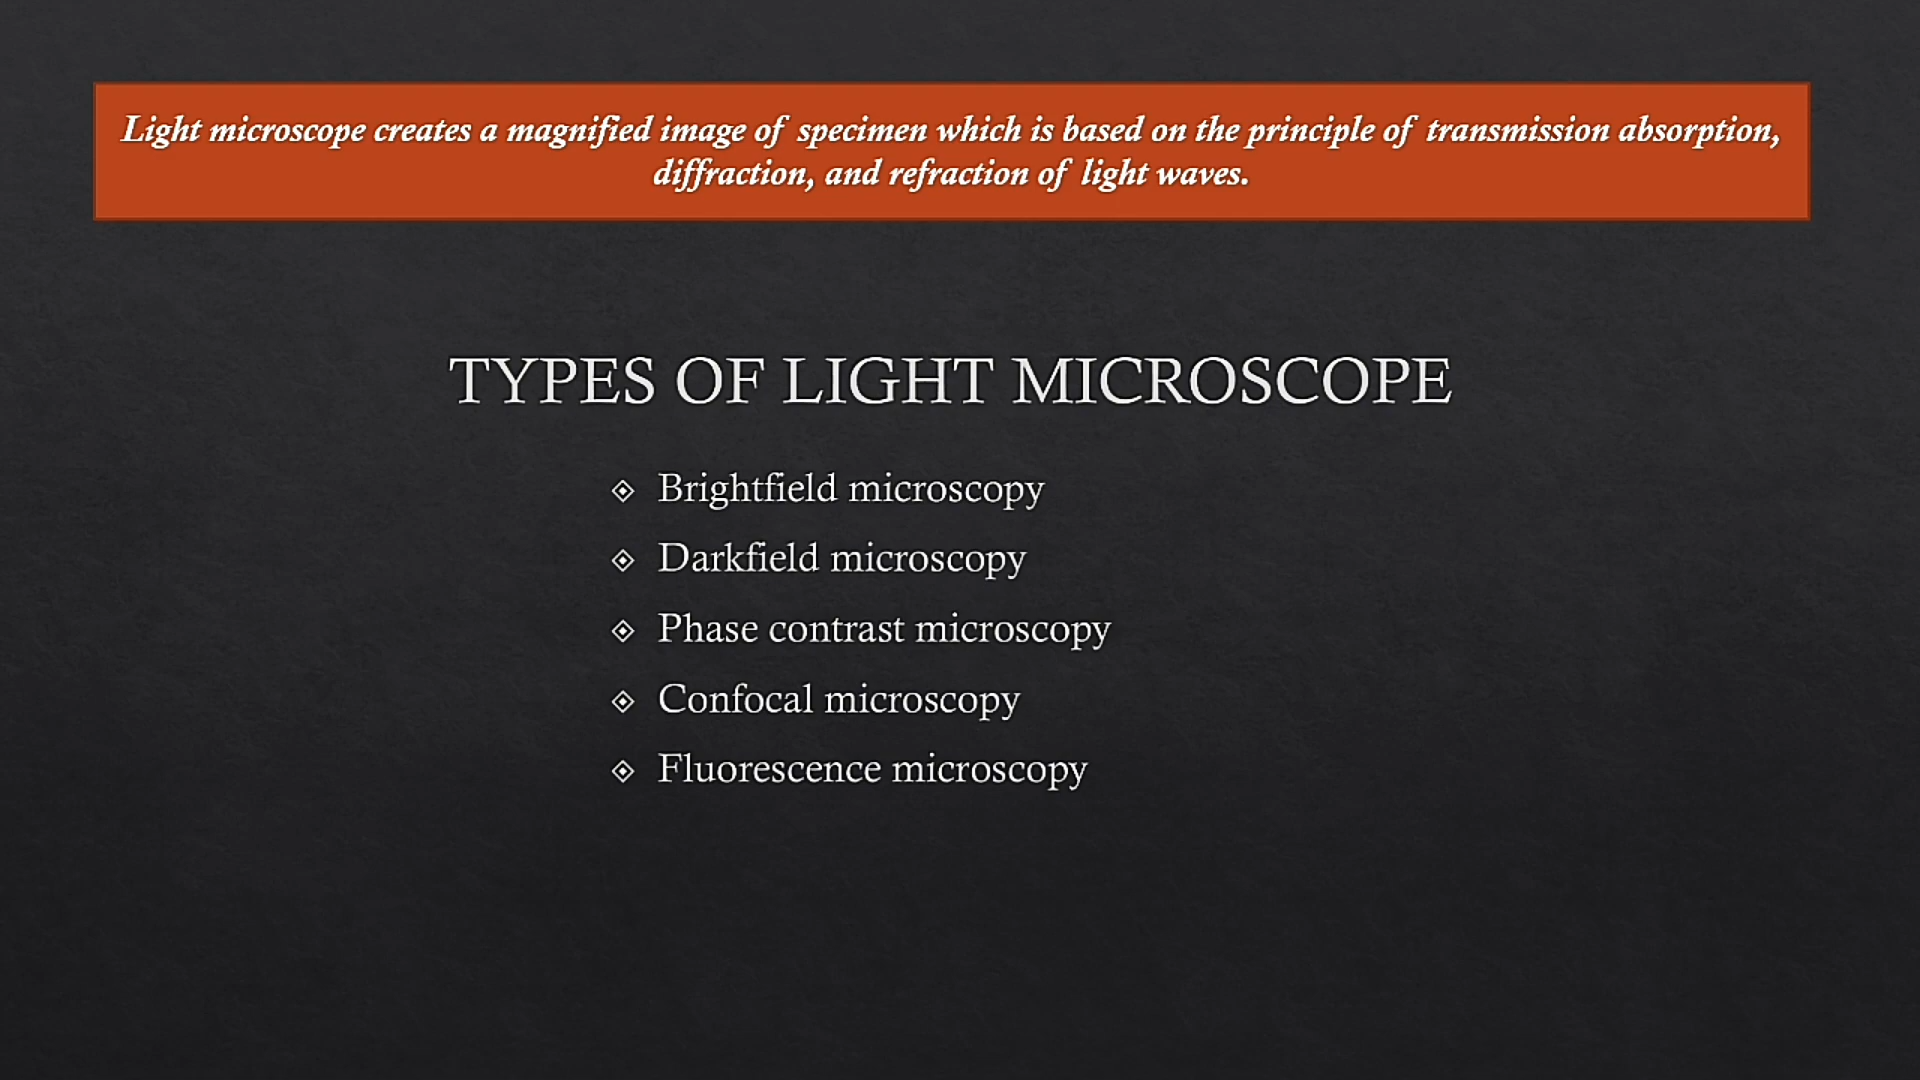 Light microscope creates a magnified image of specimen which is based on the principle of transmission absorption,
diffraction, and refraction of light waves.
TYPES OF LIGHT MICROSCOPE
Brightfield microscopy
Darkfield microscopy
Phase contrast microscopy
Confocal microscopy
Fluorescence microscopy